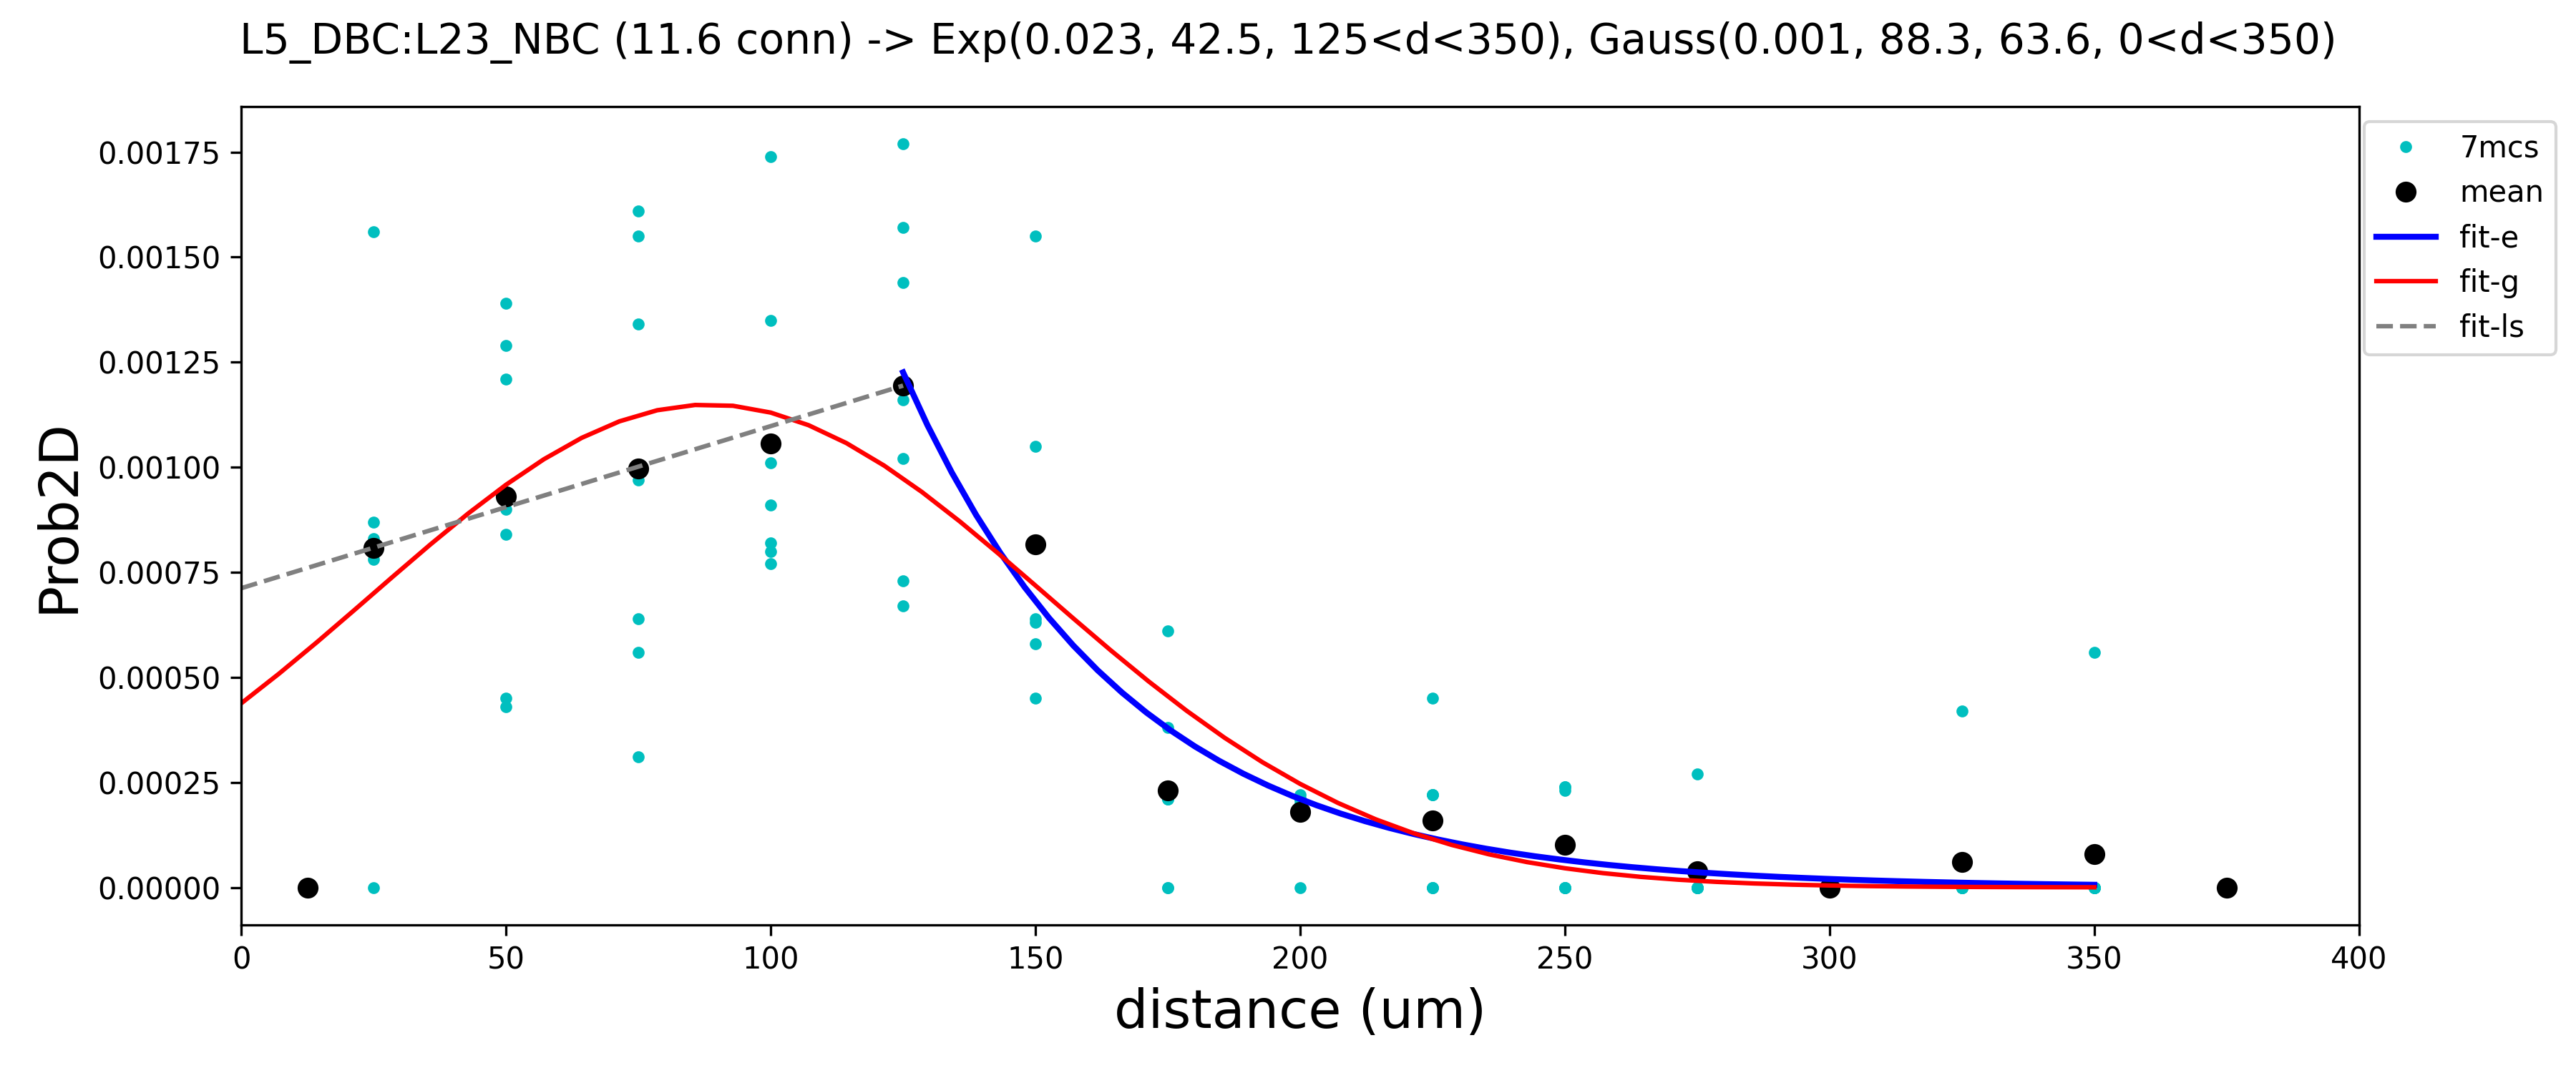 L5_DBC:L23_NBC (11.6 conn) -> Exp(0.023, 42.5, 125<d<350), Gauss(0.001, 88.3, 63.6, 0<d<350)
0.00175
0.00150
0.00125
0.00100
0.00075
0.00050
0.00025
0.00000
Prob2D
0 50 100 150 200 250 300 350 400
distance (um)
7mcs
mean
fit-e
fit-g
fit-ls